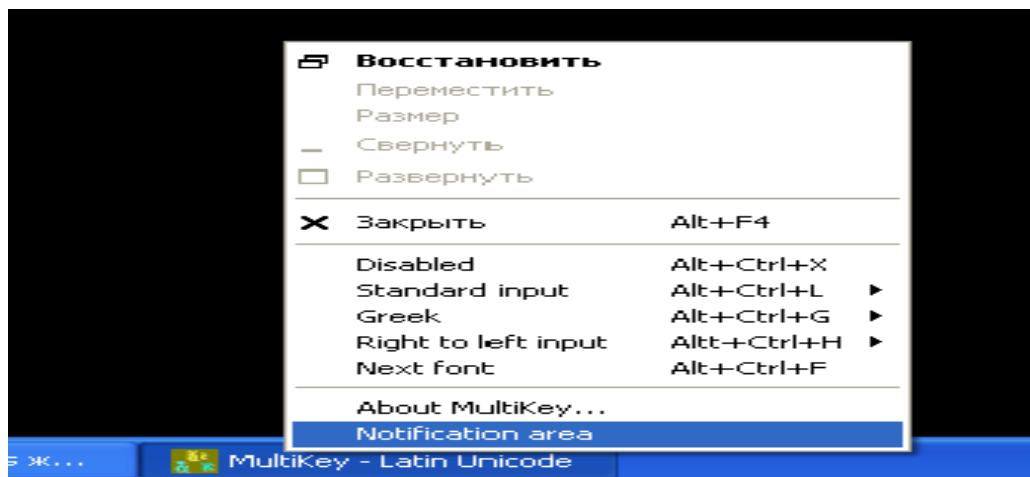 Восстановить
Переместить
Размер
Свернуть
Развернуть
Закрыть Alt+F4
Disabled Alt+Ctrl+X
Standard input Alt+Ctrl+L
Greek Alt+Ctrl+G
Right to left input Altt+Ctrl+H
Next font Alt+Ctrl+F
About MultiKey...
Notification area
ж... MultiKey - Latin Unicode